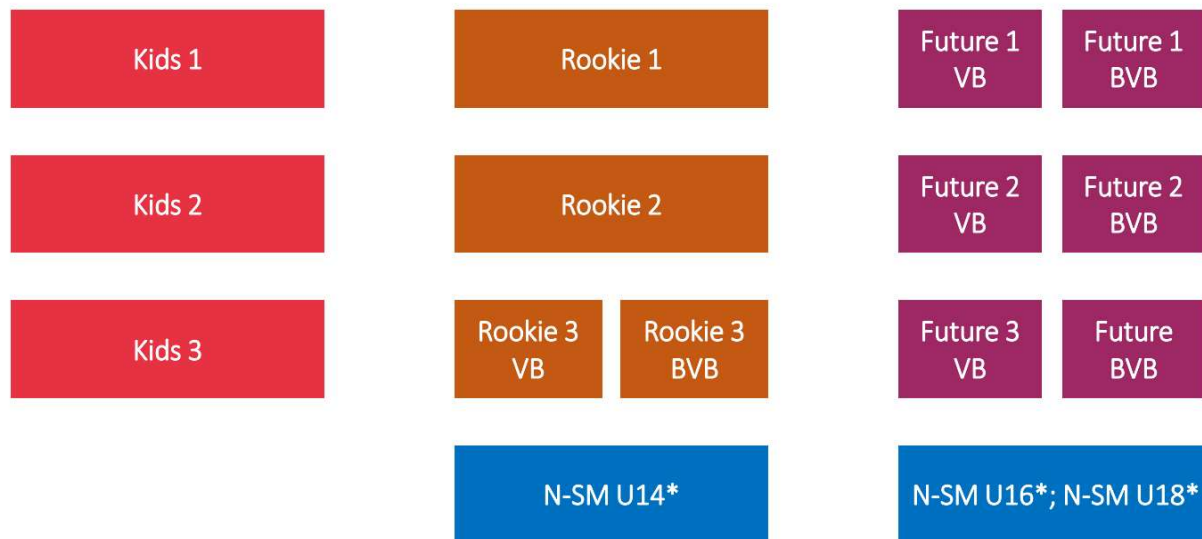 Kids 1
Rookie 1
Future 1
VB
Future 1
BVB
Kids 2
Rookie 2
Future 2
VB
Future 2
BVB
Kids 3
Rookie 3
VB
Rookie 3
BVB
Future 3
VB
Future
BVB
N-SM U14*
N-SM U16*; N-SM U18*